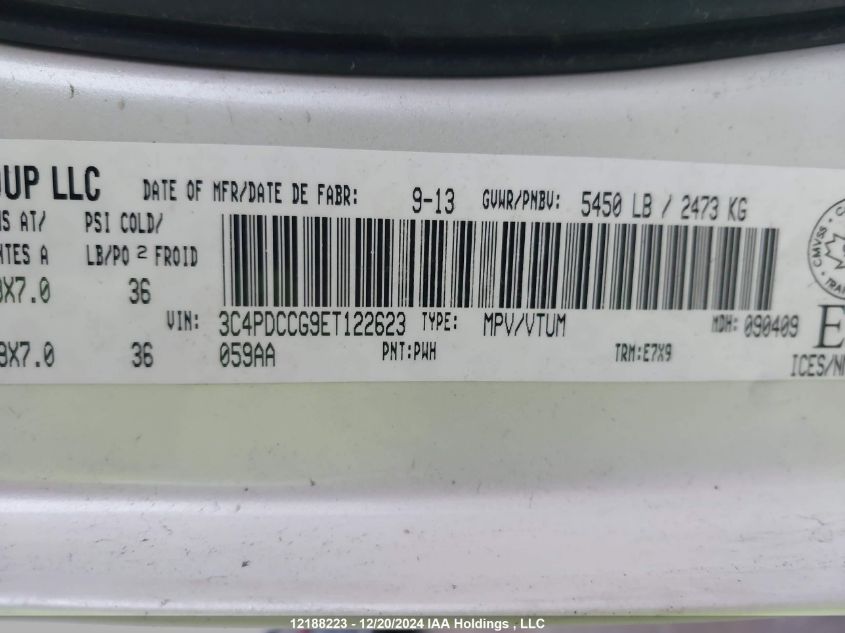 OUP LLC DATE OF MFR/DATE DE FABR: 9-13 GVWR/PNBV: 5450 LB / 2473 KG
AT/ PSI COLD/
A LB/PO 2 FROID
X7.0 36
VIN: 3C4PDCCG9ET122623 TYPE: MPV/VTUM MDH: 090409
X7.0 36 059AA PNT:PWH TRM:E7X9
CMVSS
E
ICES/
12188223 - 12/20/2024 IAA Holdings , LLC